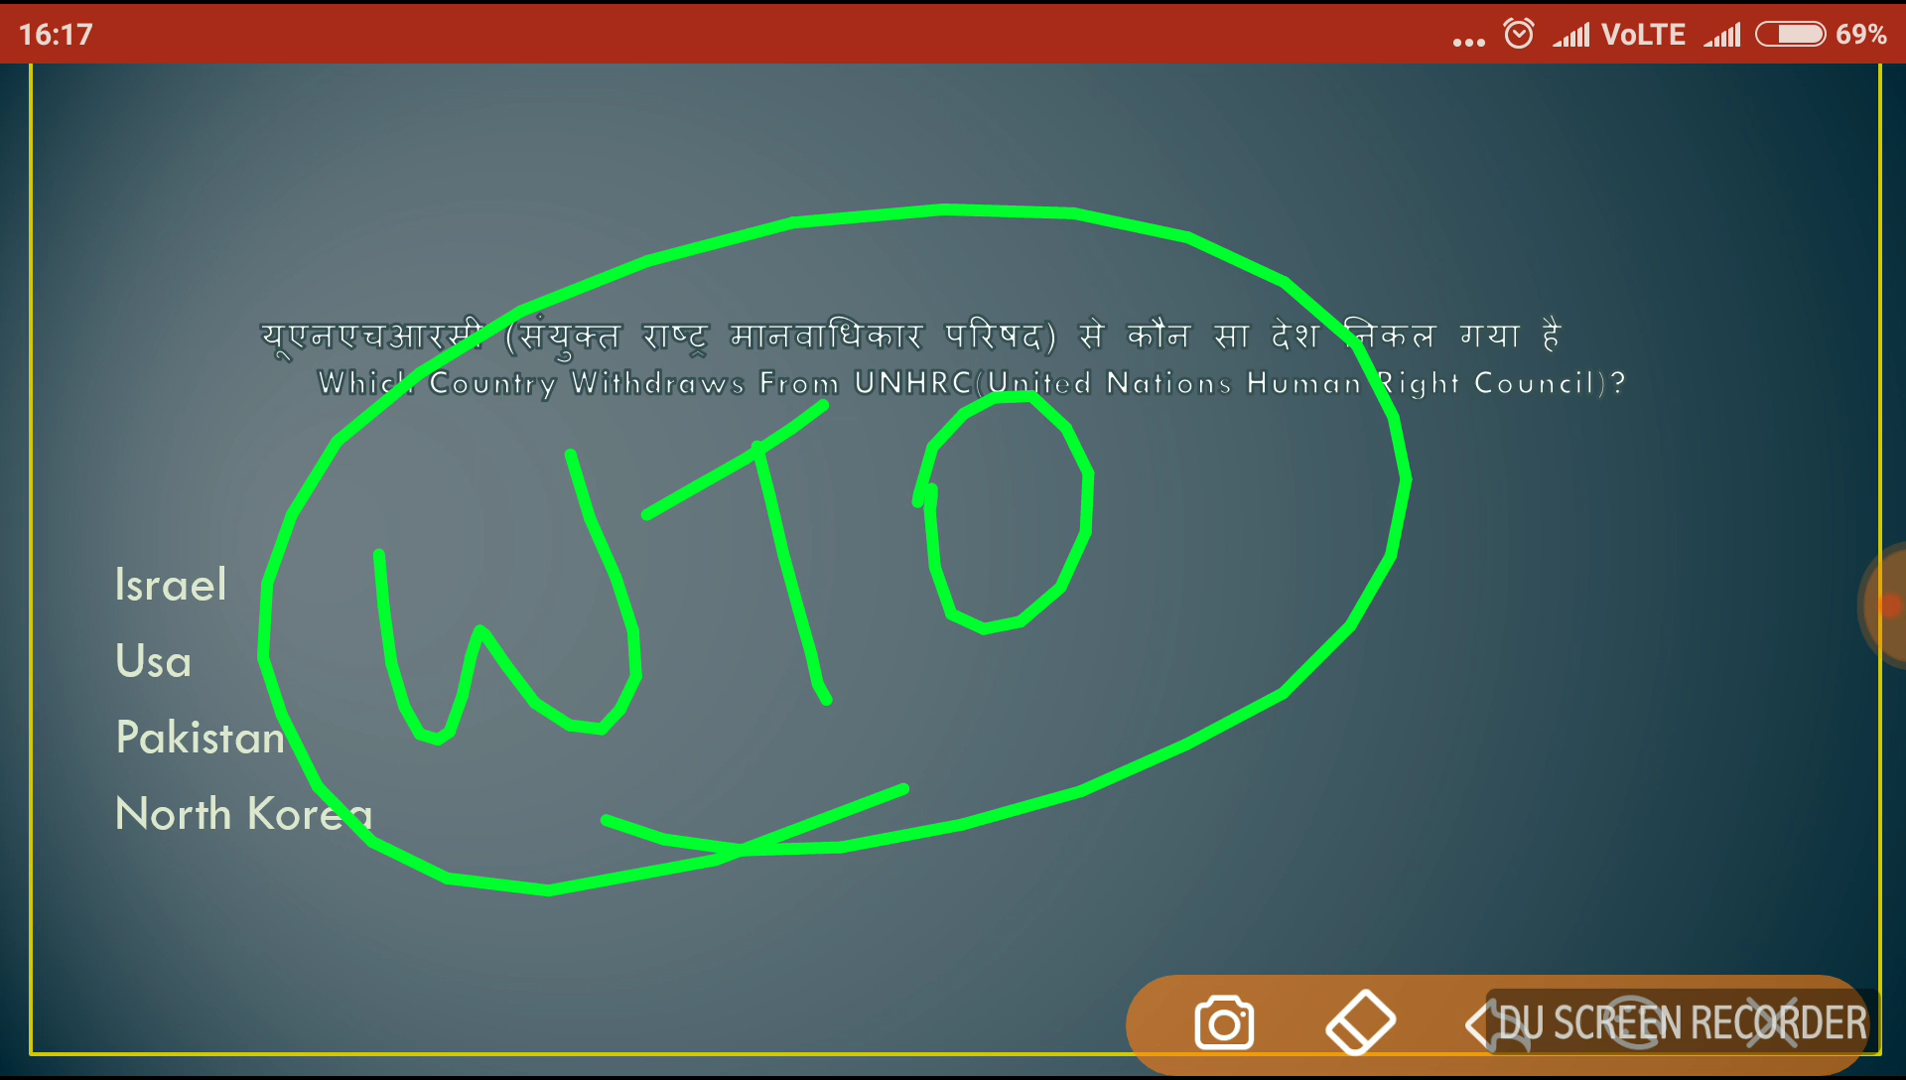 16:17 ... VoLTE 69%
यूएनएचआरसी (संयुक्त राष्ट्र मानवाधिकार परिषद) से कौन सा देश निकल गया है
Which Country Withdraws From UNHRC(United Nations Human Right Council)?
WTO
Israel
Usa
Pakistan
North Korea
DU SCREEN RECORDER